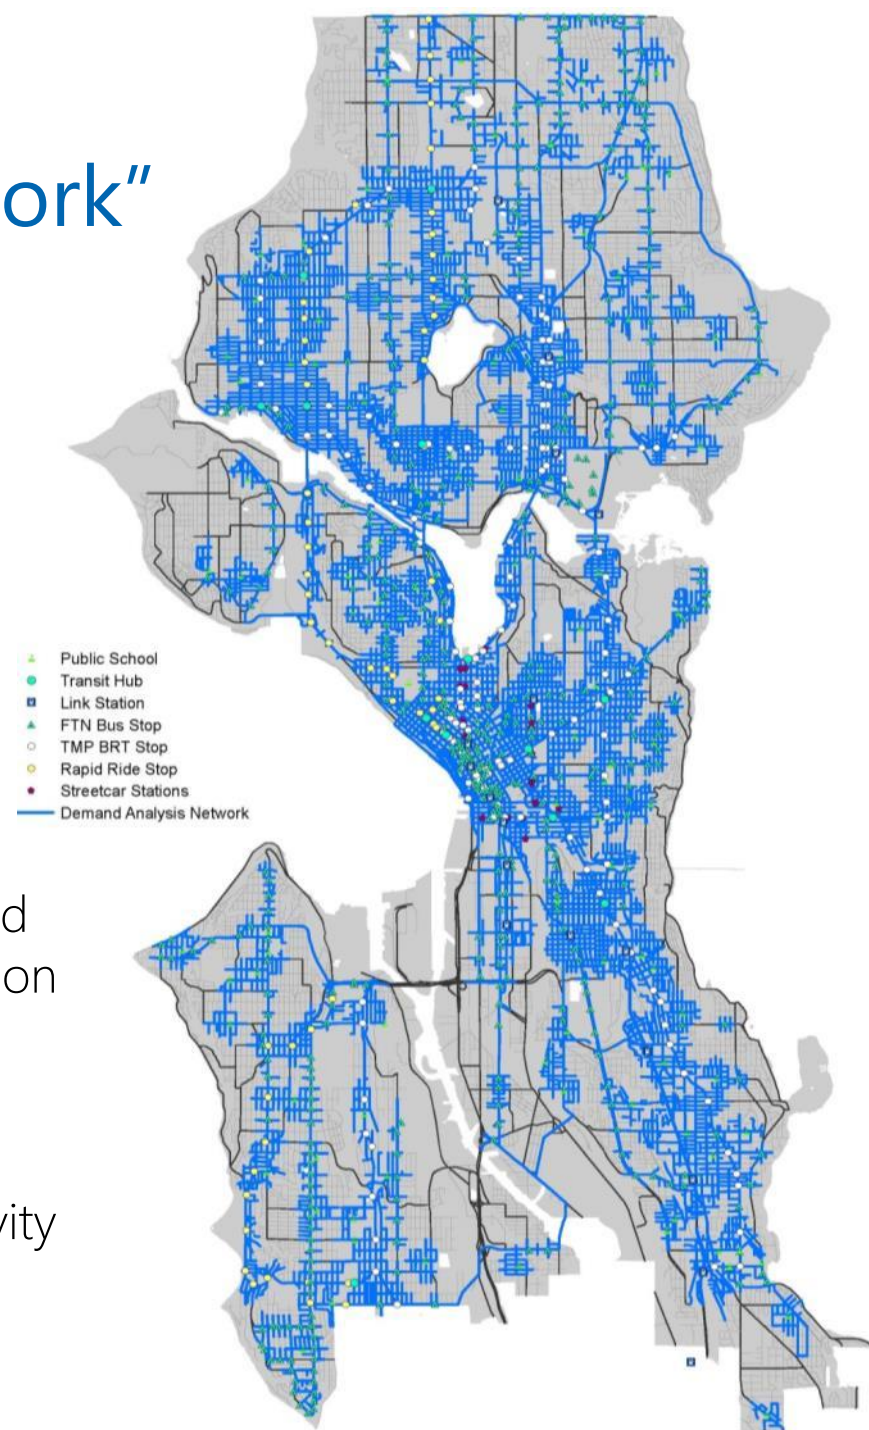 ork”
Public School
Transit Hub
Link Station
FTN Bus Stop
TMP BRT Stop
Rapid Ride Stop
Streetcar Stations
Demand Analysis Network
d
on
vity